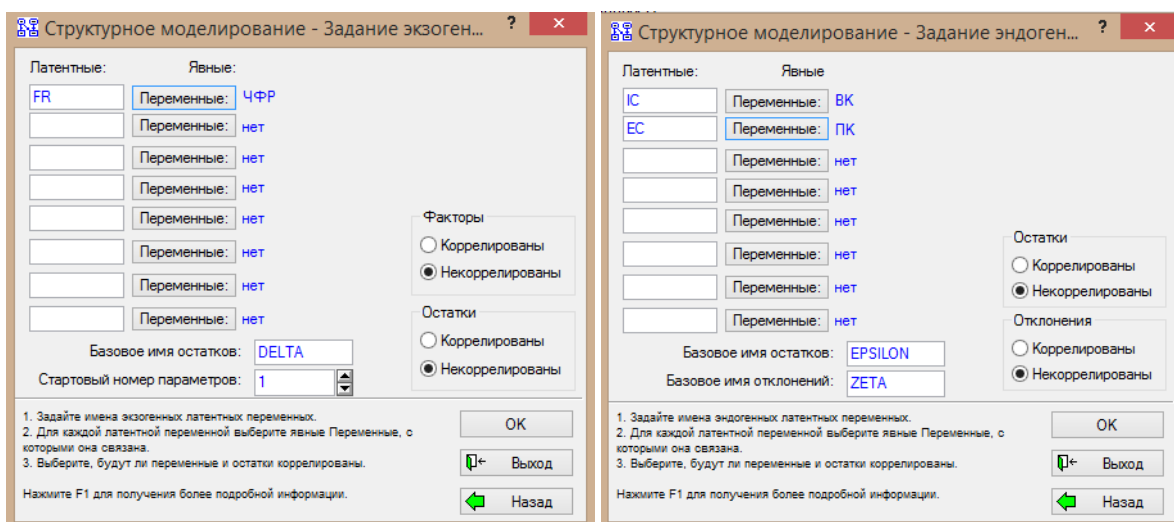 Структурное моделирование - Задание экзоген... ? ×
Латентные: Явные:
FR Переменные: ЧФР
Переменные: нет
Переменные: нет
Переменные: нет
Переменные: нет
Переменные: нет
Переменные: нет
Переменные: нет
Факторы
Коррелированы
Некоррелированы
Остатки
Коррелированы
Некоррелированы
Базовое имя остатков: DELTA
Стартовый номер параметров: 1
1. Задайте имена экзогенных латентных переменных.
2. Для каждой латентной переменной выберите явные Переменные, с
которыми она связана.
3. Выберите, будут ли переменные и остатки коррелированы.
Нажмите F1 для получения более подробной информации.
OK
Выход
Назад
Структурное моделирование - Задание эндоген... ? ×
Латентные: Явные
IC Переменные: ВК
EC Переменные: ПК
Переменные: нет
Переменные: нет
Переменные: нет
Переменные: нет
Переменные: нет
Переменные: нет
Остатки
Коррелированы
Некоррелированы
Отклонения
Коррелированы
Некоррелированы
Базовое имя остатков: EPSILON
Базовое имя отклонений: ZETA
1. Задайте имена эндогенных латентных переменных.
2. Для каждой латентной переменной выберите явные Переменные, с
которыми она связана.
3. Выберите, будут ли переменные и остатки коррелированы.
Нажмите F1 для получения более подробной информации.
OK
Выход
Назад